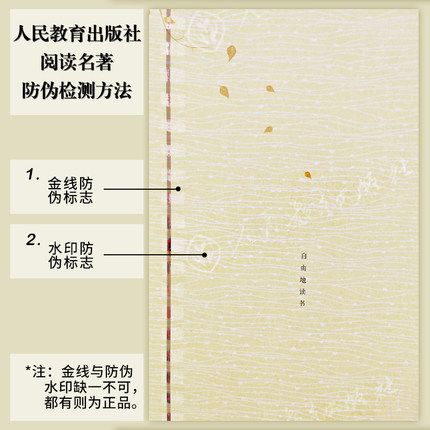 人民教育出版社
阅读名著
防伪检测方法
1. 金线防
伪标志
2. 水印防
伪标志
自由地读书
*注：金线与防伪
水印缺一不可，
都有则为正品。